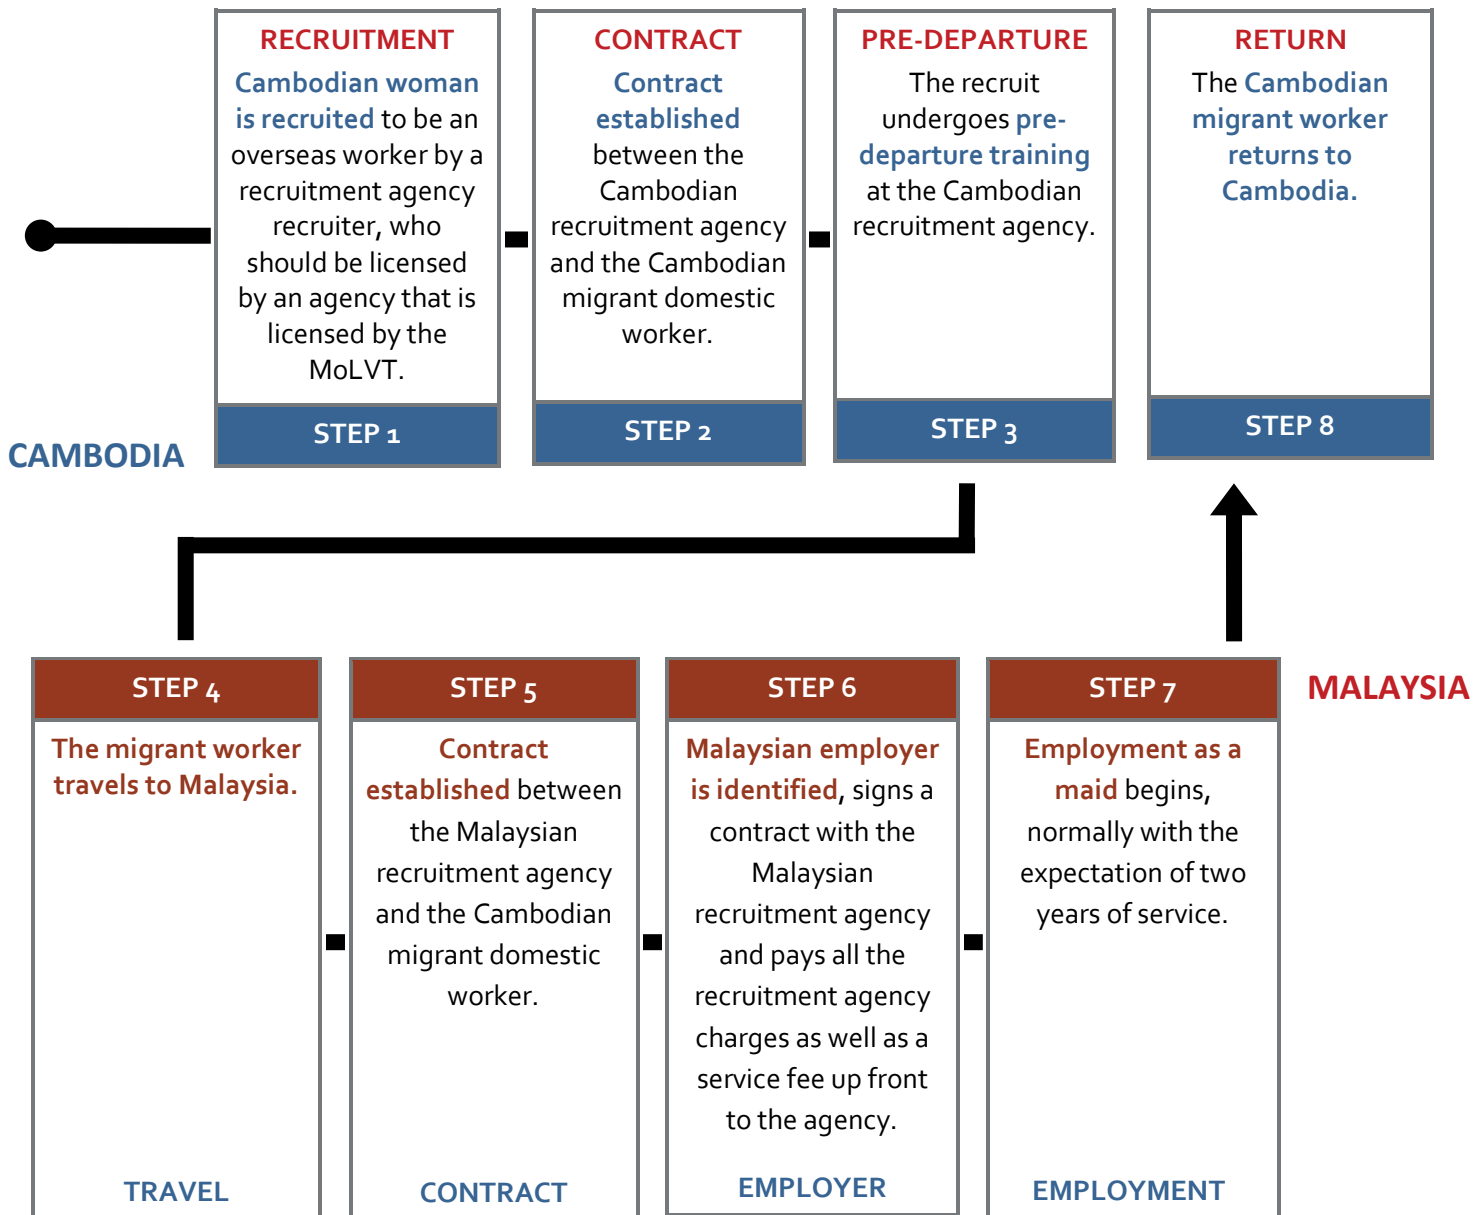 RECRUITMENT
Cambodian woman
is recruited to be an
overseas worker by a
recruitment agency
recruiter, who
should be licensed
by an agency that is
licensed by the
MoLVT.
STEP 1
CONTRACT
Contract
established
between the
Cambodian
recruitment agency
and the Cambodian
migrant domestic
worker.
STEP 2
PRE-DEPARTURE
The recruit
undergoes pre-
departure training
at the Cambodian
recruitment agency.
STEP 3
RETURN
The Cambodian
migrant worker
returns to
Cambodia.
STEP 8
CAMBODIA
MALAYSIA
STEP 4
The migrant worker
travels to Malaysia.
TRAVEL
STEP 5
Contract
established between
the Malaysian
recruitment agency
and the Cambodian
migrant domestic
worker.
CONTRACT
STEP 6
Malaysian employer
is identified, signs a
contract with the
Malaysian
recruitment agency
and pays all the
recruitment agency
charges as well as a
service fee up front
to the agency.
EMPLOYER
STEP 7
Employment as a
maid begins,
normally with the
expectation of two
years of service.
EMPLOYMENT